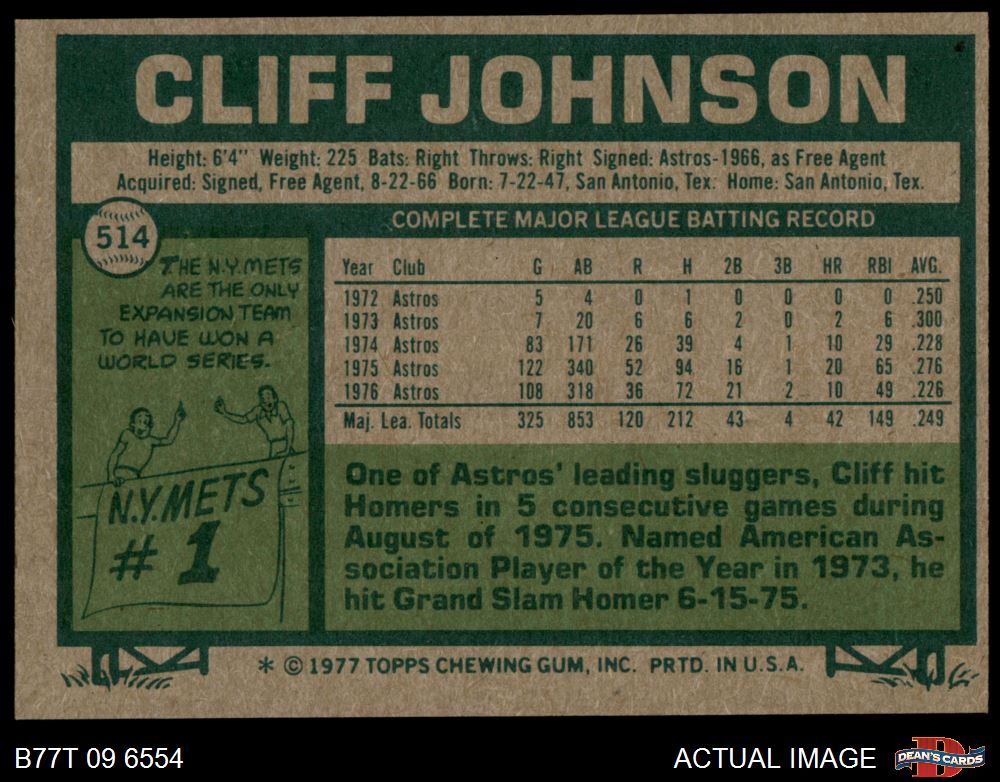 CLIFF JOHNSON
Height: 6'4" Weight: 225 Bats: Right Throws: Right Signed: Astros-1966, as Free Agent
Acquired: Signed, Free Agent, 8-22-66 Born: 7-22-47, San Antonio, Tex. Home: San Antonio, Tex.
514
THE N.Y. METS
ARE THE ONLY
EXPANSION TEAM
TO HAVE WON A
WORLD SERIES.
N.Y. METS
# 1
COMPLETE MAJOR LEAGUE BATTING RECORD
Year Club G AB R H 2B 3B HR RBI AVG.
1972 Astros 5 4 0 1 0 0 0 0 .250
1973 Astros 7 20 6 6 2 0 2 6 .300
1974 Astros 83 171 26 39 4 1 10 29 .228
1975 Astros 122 340 52 94 16 1 20 65 .276
1976 Astros 108 318 36 72 21 2 10 49 .226
Maj. Lea. Totals 325 853 120 212 43 4 42 149 .249
One of Astros' leading sluggers, Cliff hit
Homers in 5 consecutive games during
August of 1975. Named American As-
sociation Player of the Year in 1973, he
hit Grand Slam Homer 6-15-75.
* © 1977 TOPPS CHEWING GUM, INC. PRTD. IN U.S.A.
B77T 09 6554
ACTUAL IMAGE
D
DEAN'S CARDS